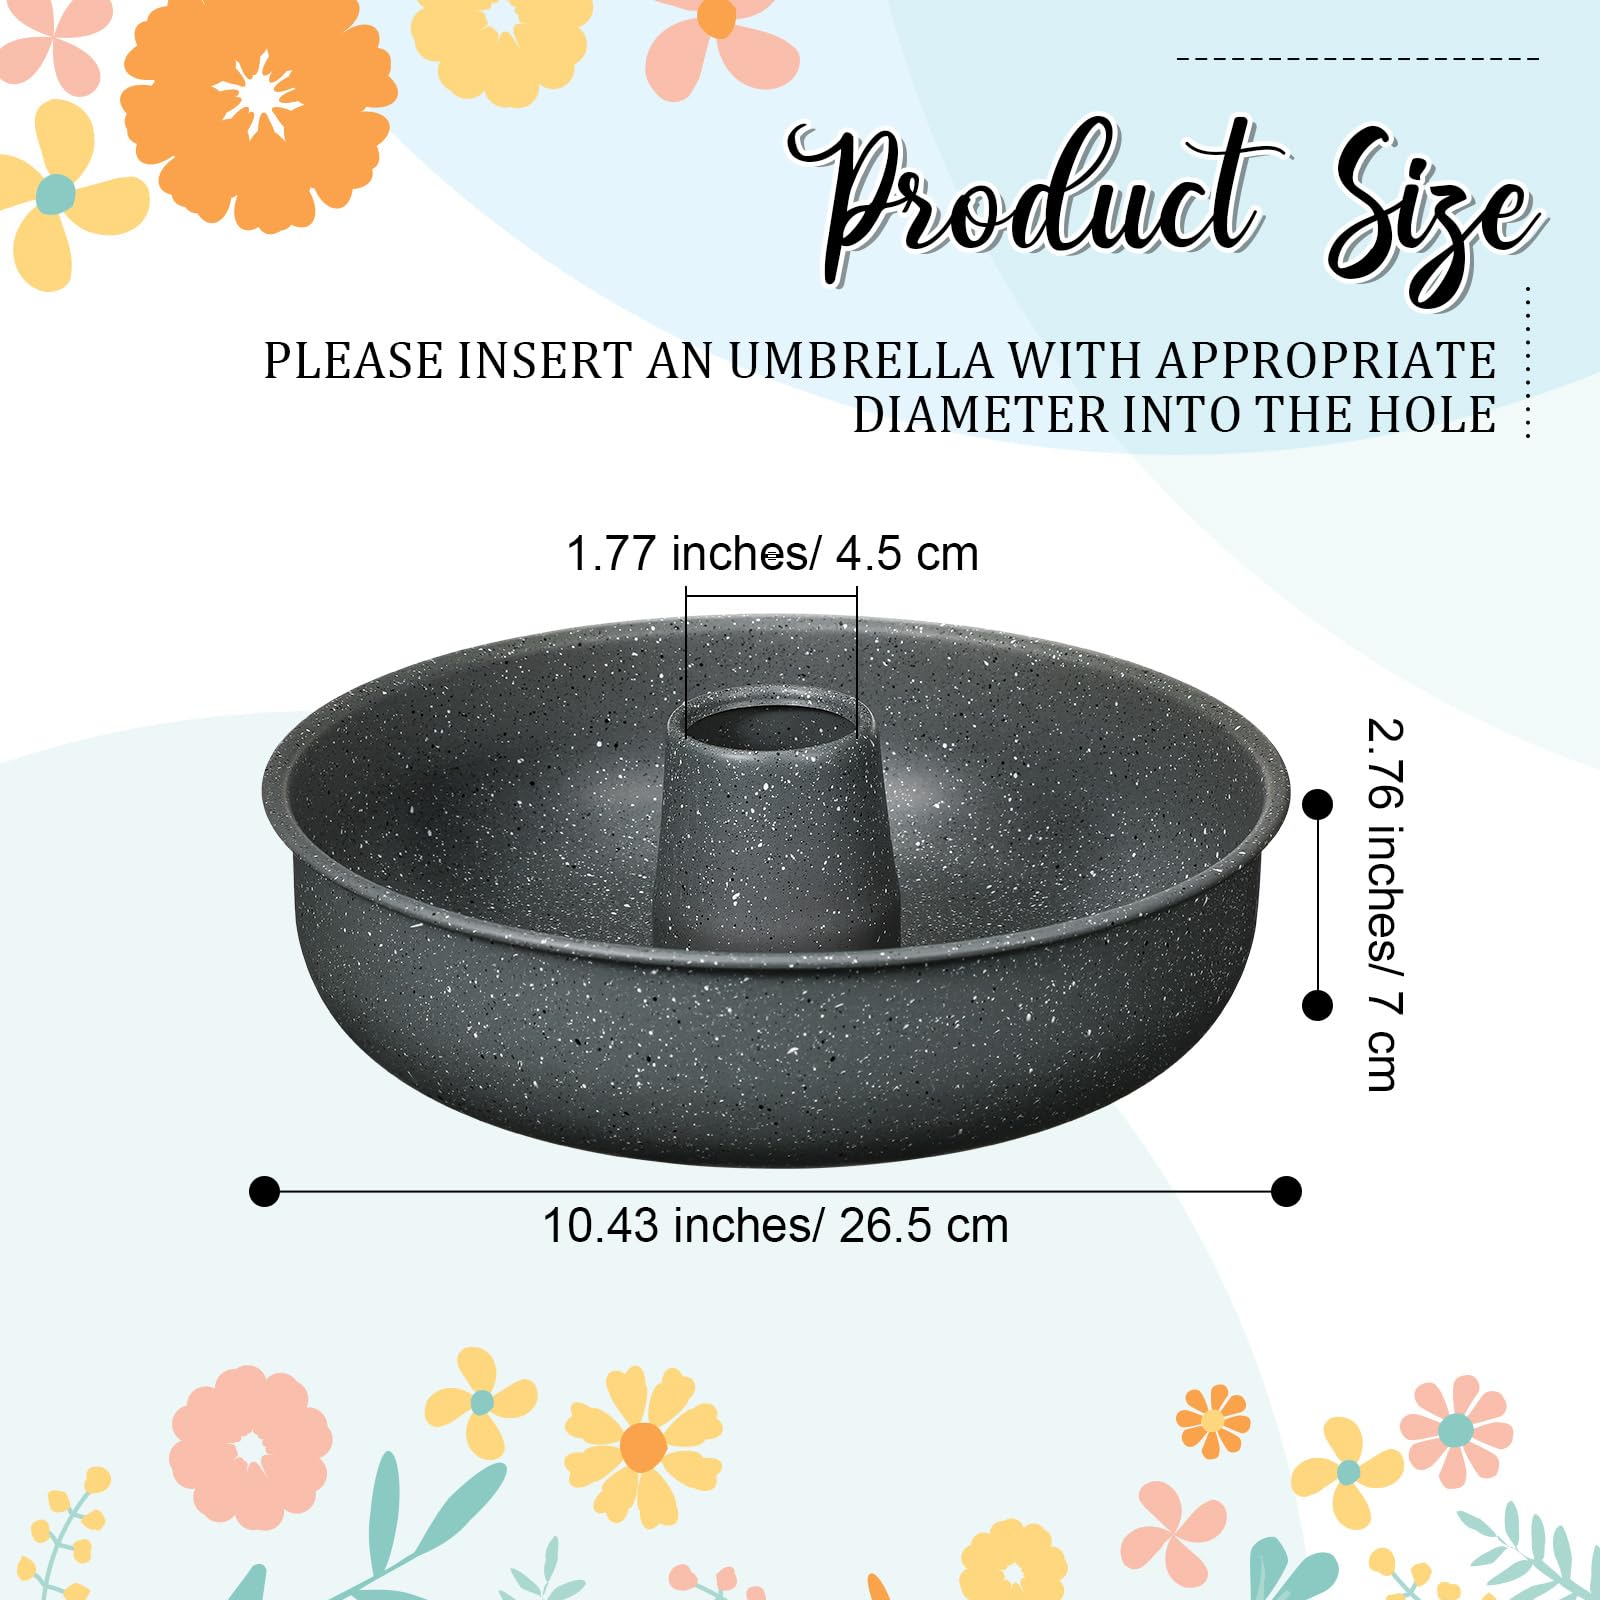 Product Size
PLEASE INSERT AN UMBRELLA WITH APPROPRIATE
DIAMETER INTO THE HOLE
1.77 inches/ 4.5 cm
2.76 inches/ 7 cm
10.43 inches/ 26.5 cm